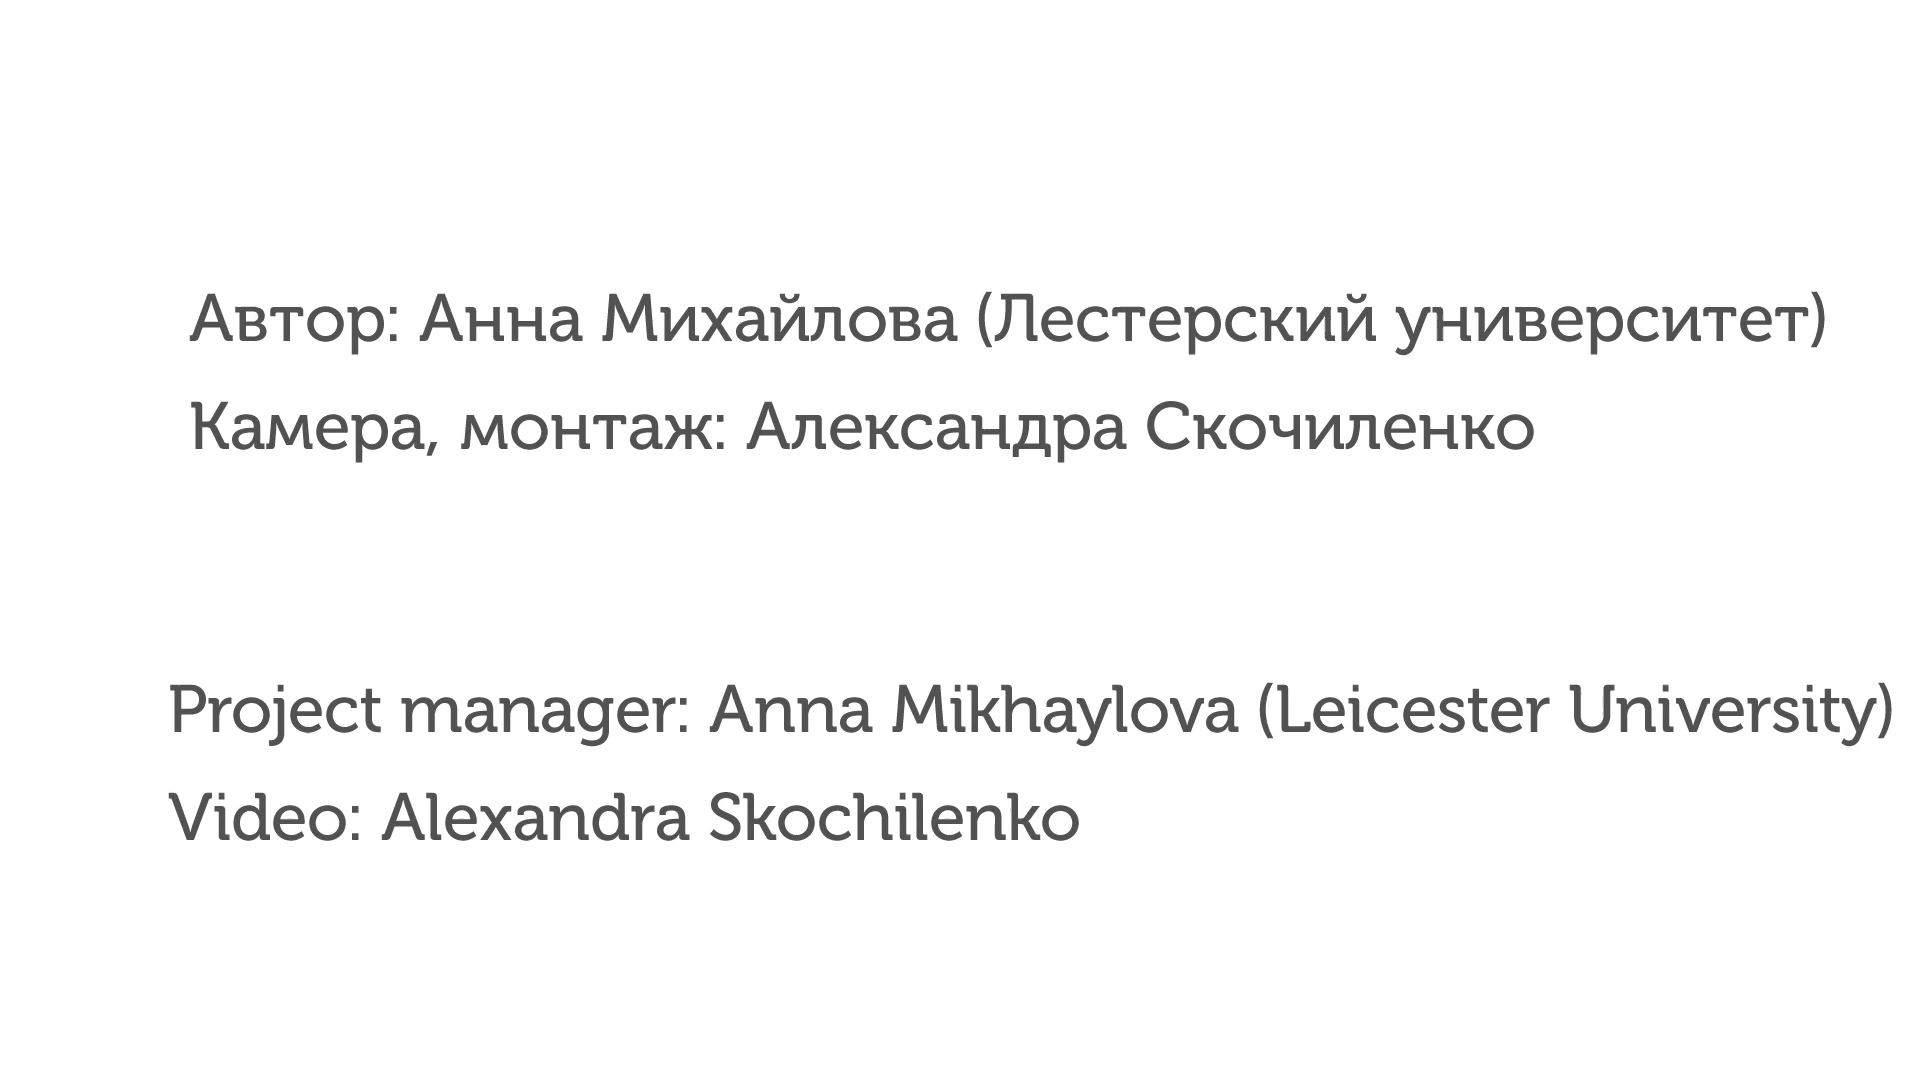 Автор: Анна Михайлова (Лестерский университет)
Камера, монтаж: Александра Скочиленко
Project manager: Anna Mikhaylova (Leicester University)
Video: Alexandra Skochilenko